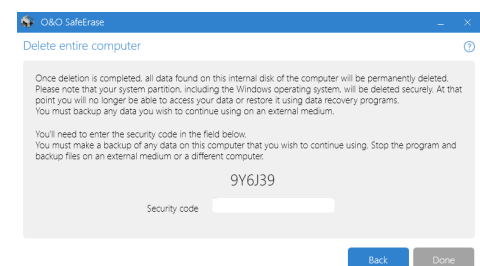 O&O SafeErase
Delete entire computer
Once deletion is completed, all data found on this internal disk of the computer will be permanently deleted.
Please note that your system partition, including the Windows operating system, will be deleted securely. At that
point you will no longer be able to access your data or restore it using data recovery programs.
You must backup any data you wish to continue using on an external medium.
You'll need to enter the security code in the field below.
You must make a backup of any data on this computer that you wish to continue using. Stop the program and
backup files on an external medium or a different computer.
9Y6J39
Security code
Back
Done